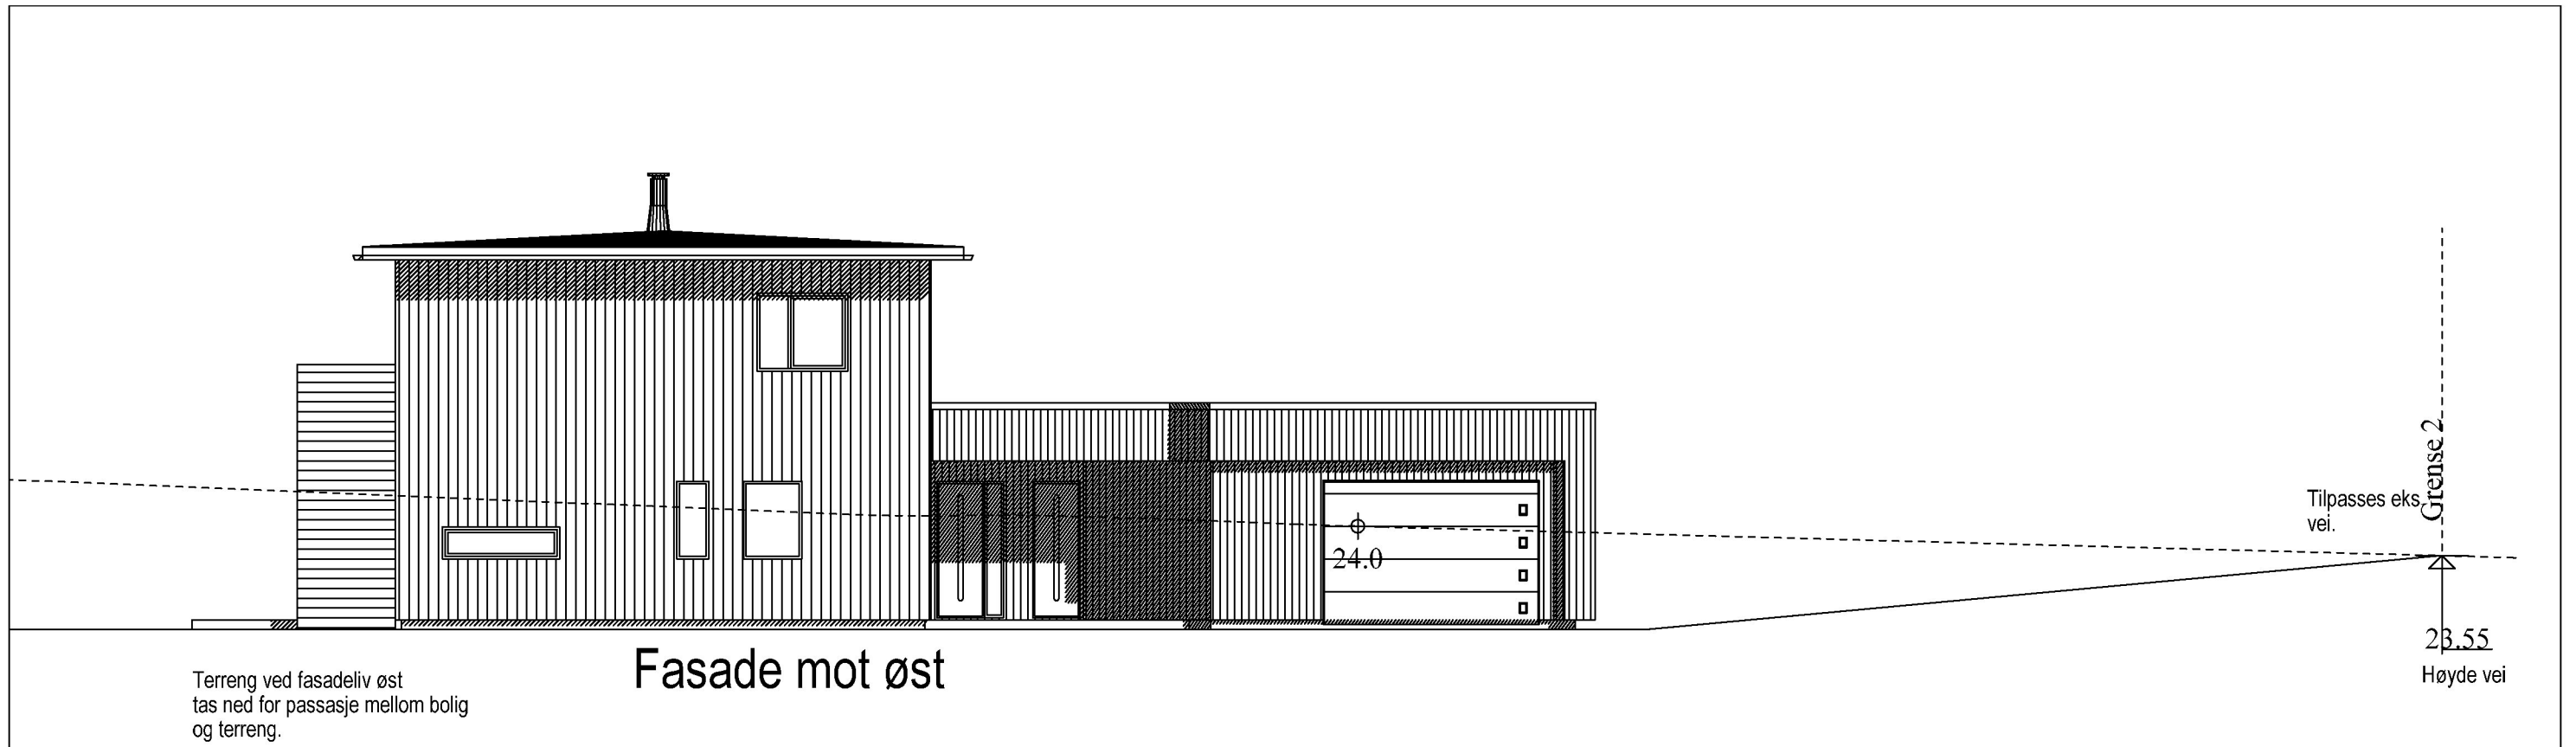 Grense 2
Tilpasses eks.
vei.
24.0
23.55
Høyde vei
Fasade mot øst
Terreng ved fasadeliv øst
tas ned for passasje mellom bolig
og terreng.